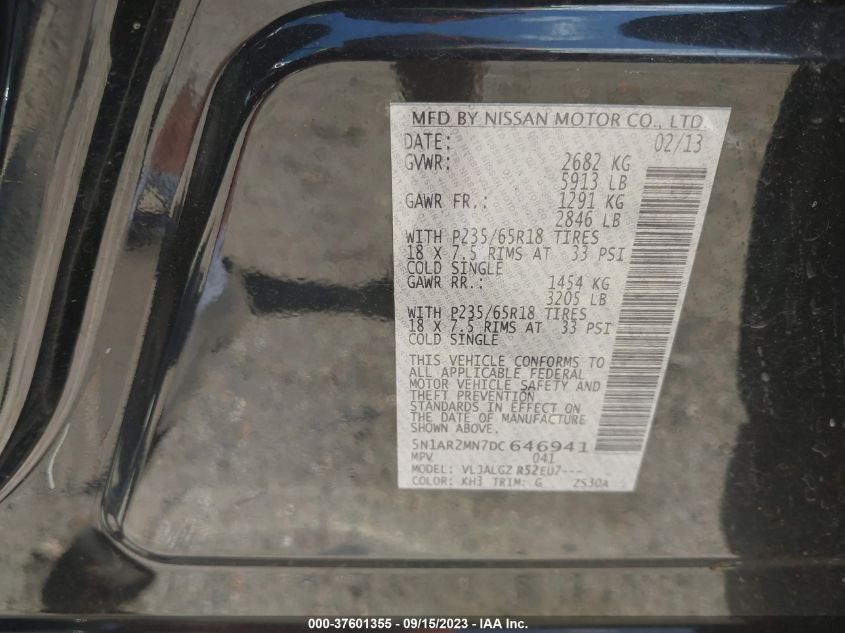 MFD BY NISSAN MOTOR CO., LTD
DATE: 02/13
GVWR: 2682 KG
5913 LB
GAWR FR.: 1291 KG
2846 LB
WITH P235/65R18 TIRES
18 X 7.5 RIMS AT 33 PSI
COLD SINGLE
GAWR RR.: 1454 KG
3205 LB
WITH P235/65R18 TIRES
18 X 7.5 RIMS AT 33 PSI
COLD SINGLE
THIS VEHICLE CONFORMS TO
ALL APPLICABLE FEDERAL
MOTOR VEHICLE SAFETY AND
THEFT PREVENTION
STANDARDS IN EFFECT ON
THE DATE OF MANUFACTURE
SHOWN ABOVE.
5N1AR2MN7DC646941
MPV 041
MODEL:
COLOR: KH3 TRIM: G 2S30A
000-37601355 - 09/15/2023 - IAA Inc.